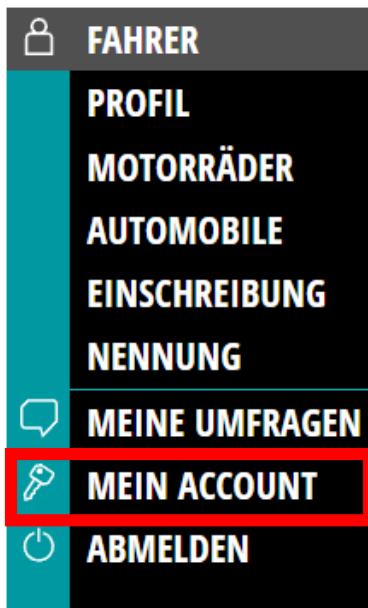 FAHRER
PROFIL
MOTORRÄDER
AUTOMOBILE
EINSCHREIBUNG
NENNUNG
MEINE UMFRAGEN
MEIN ACCOUNT
ABMELDEN